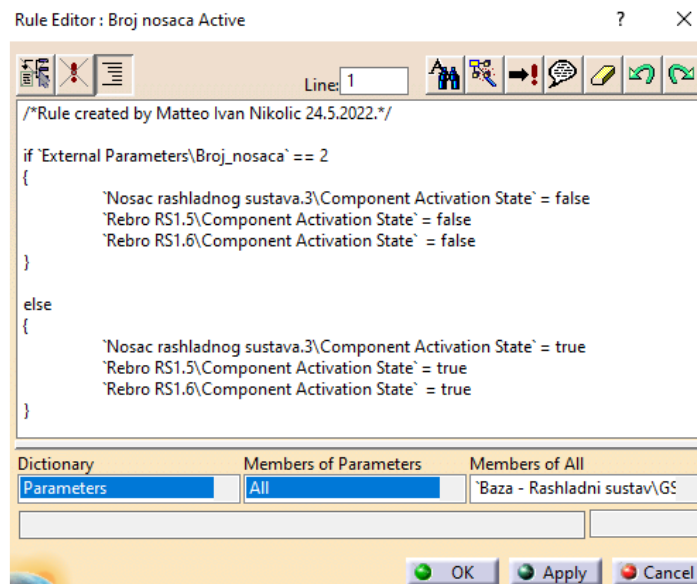 Rule Editor : Broj nosaca Active
Line: 1
/*Rule created by Matteo Ivan Nikolic 24.5.2022.*/
if `External Parameters\Broj_nosaca` == 2
{
`Nosac rashladnog sustava.3\Component Activation State` = false
`Rebro RS1.5\Component Activation State` = false
`Rebro RS1.6\Component Activation State` = false
}
else
{
`Nosac rashladnog sustava.3\Component Activation State` = true
`Rebro RS1.5\Component Activation State` = true
`Rebro RS1.6\Component Activation State` = true
}
Dictionary Members of Parameters Members of All
Parameters All `Baza - Rashladni sustav\GS
OK Apply Cancel